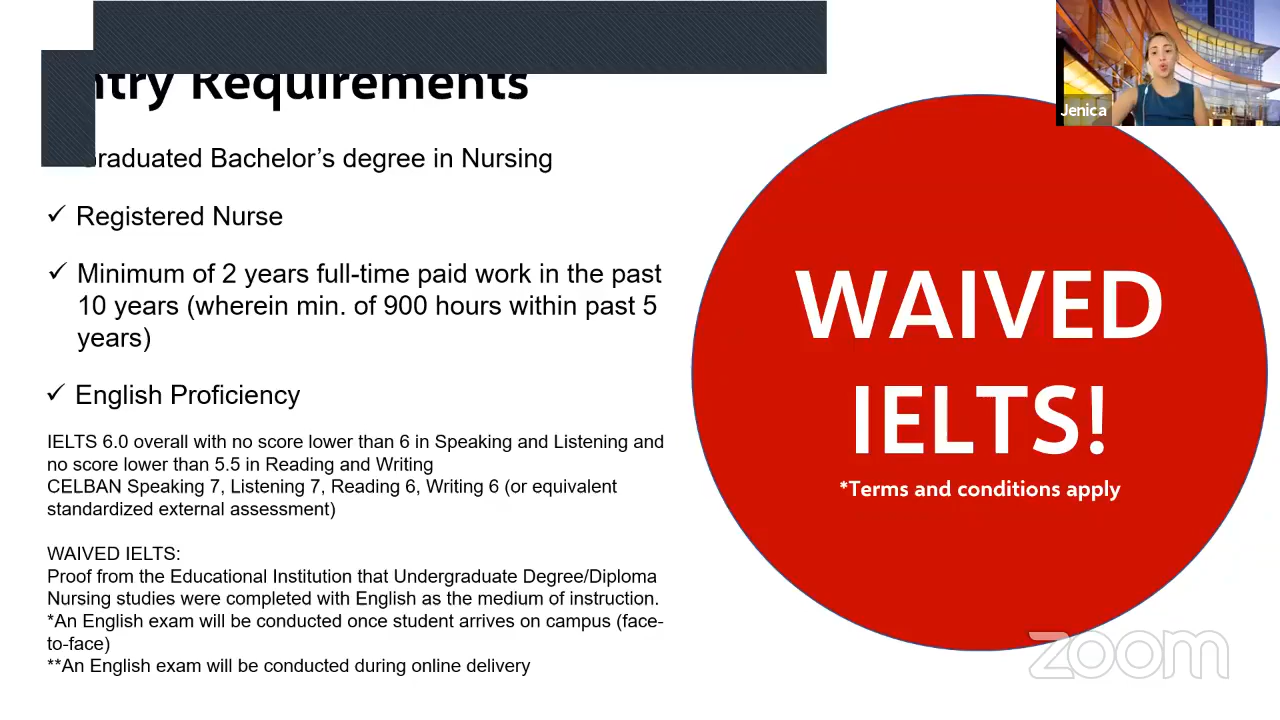 ntry Requirements
Jenica
raduated Bachelor's degree in Nursing
✓ Registered Nurse
✓ Minimum of 2 years full-time paid work in the past
10 years (wherein min. of 900 hours within past 5
years)
✓ English Proficiency
IELTS 6.0 overall with no score lower than 6 in Speaking and Listening and
no score lower than 5.5 in Reading and Writing
CELBAN Speaking 7, Listening 7, Reading 6, Writing 6 (or equivalent
standardized external assessment)
WAIVED IELTS:
Proof from the Educational Institution that Undergraduate Degree/Diploma
Nursing studies were completed with English as the medium of instruction.
*An English exam will be conducted once student arrives on campus (face-
to-face)
**An English exam will be conducted during online delivery
WAIVED
IELTS!
*Terms and conditions apply
zoom